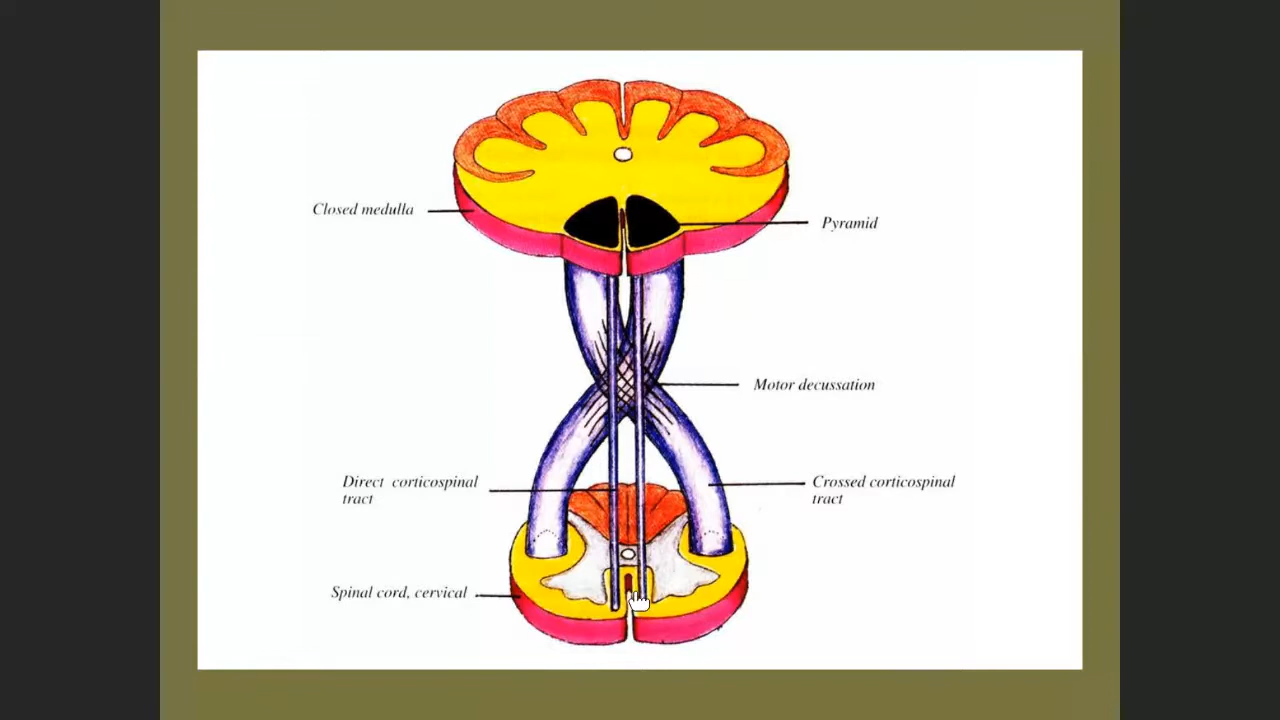 Closed medulla
Pyramid
Motor decussation
Direct corticospinal
tract
Crossed corticospinal
tract
Spinal cord, cervical